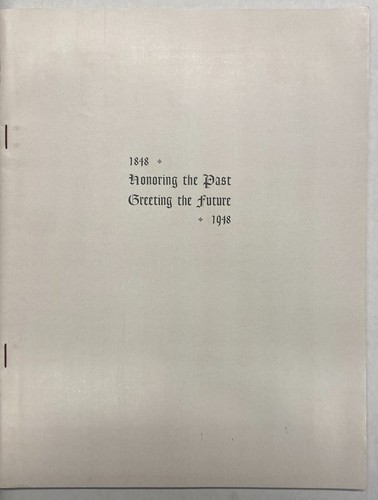 1848 ✧
Honoring the Past
Greeting the Future
✧ 1948